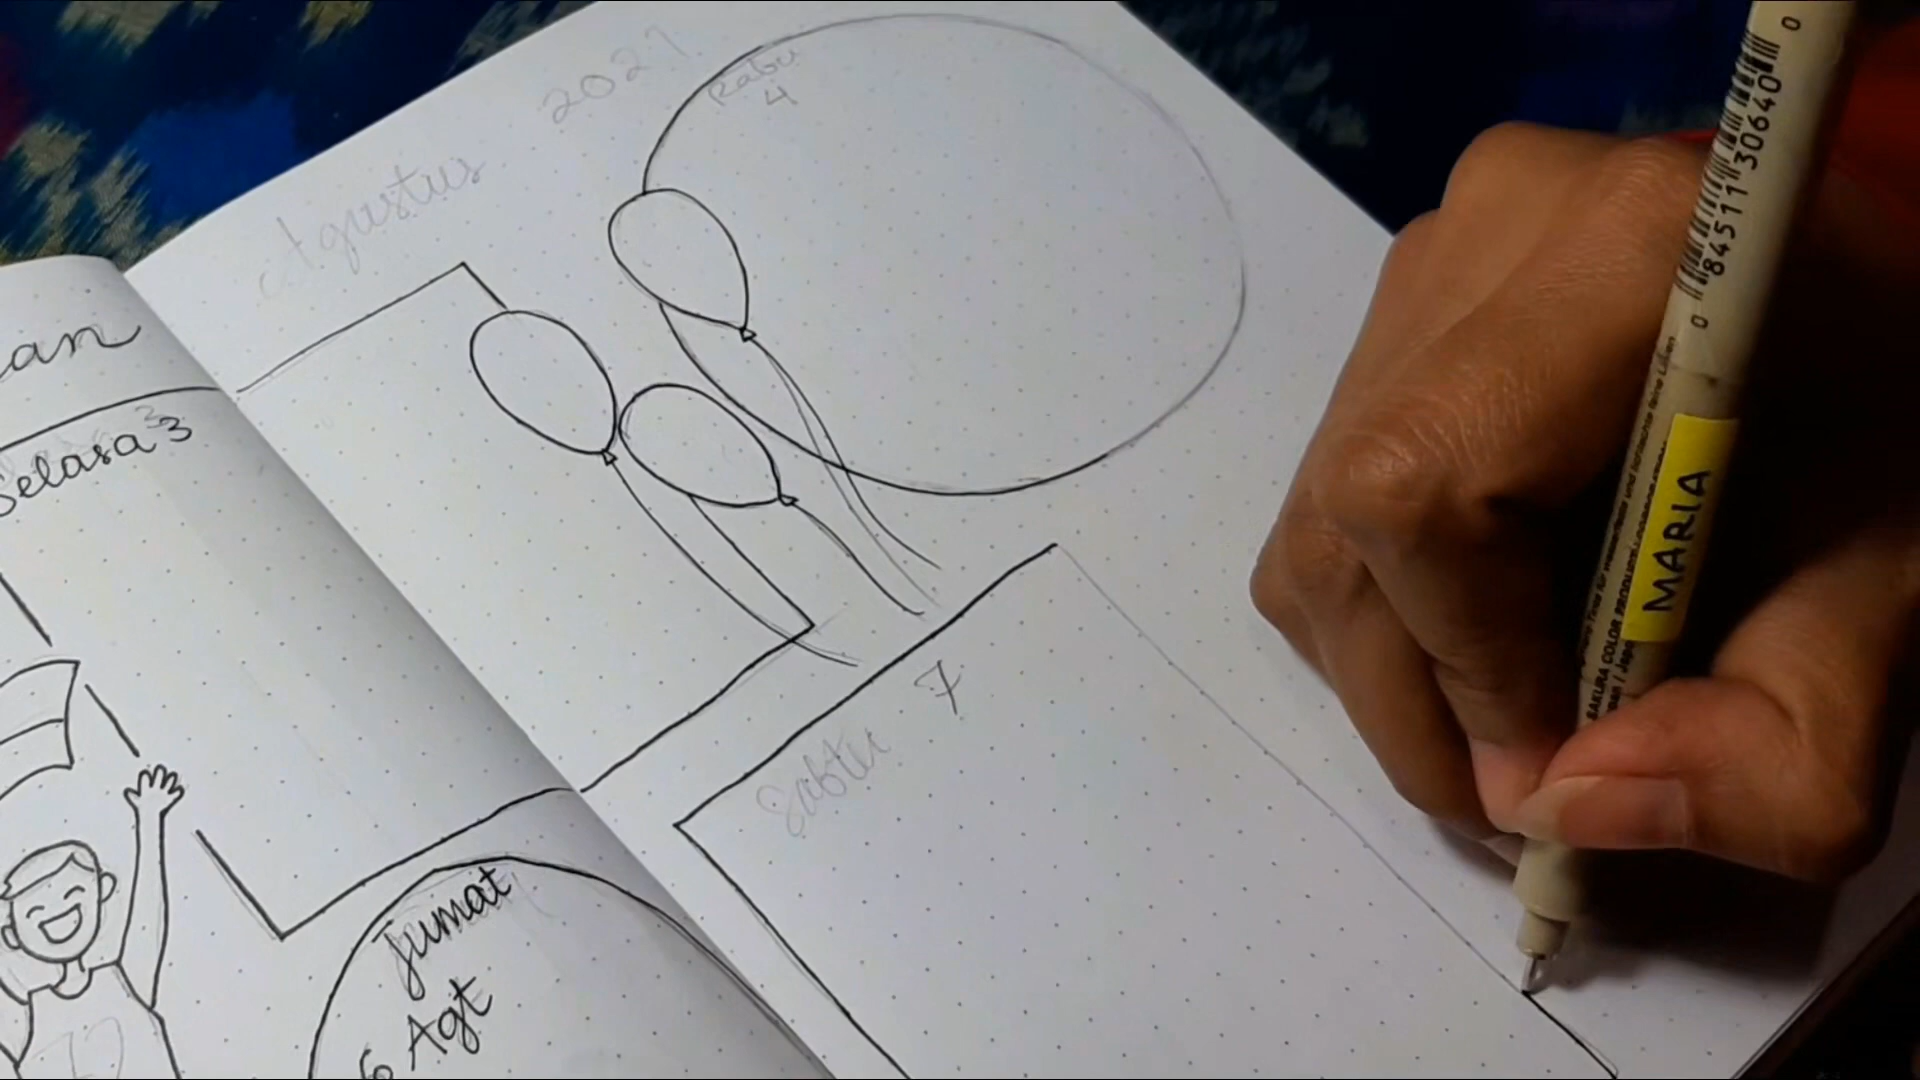 an
Selasa 3
Agustus 2021
Rabu
4
Sabtu 7
Jumat
6 Agt
0 84511 30640 0
MARIA
SAKURA COLOR PRODUCTS